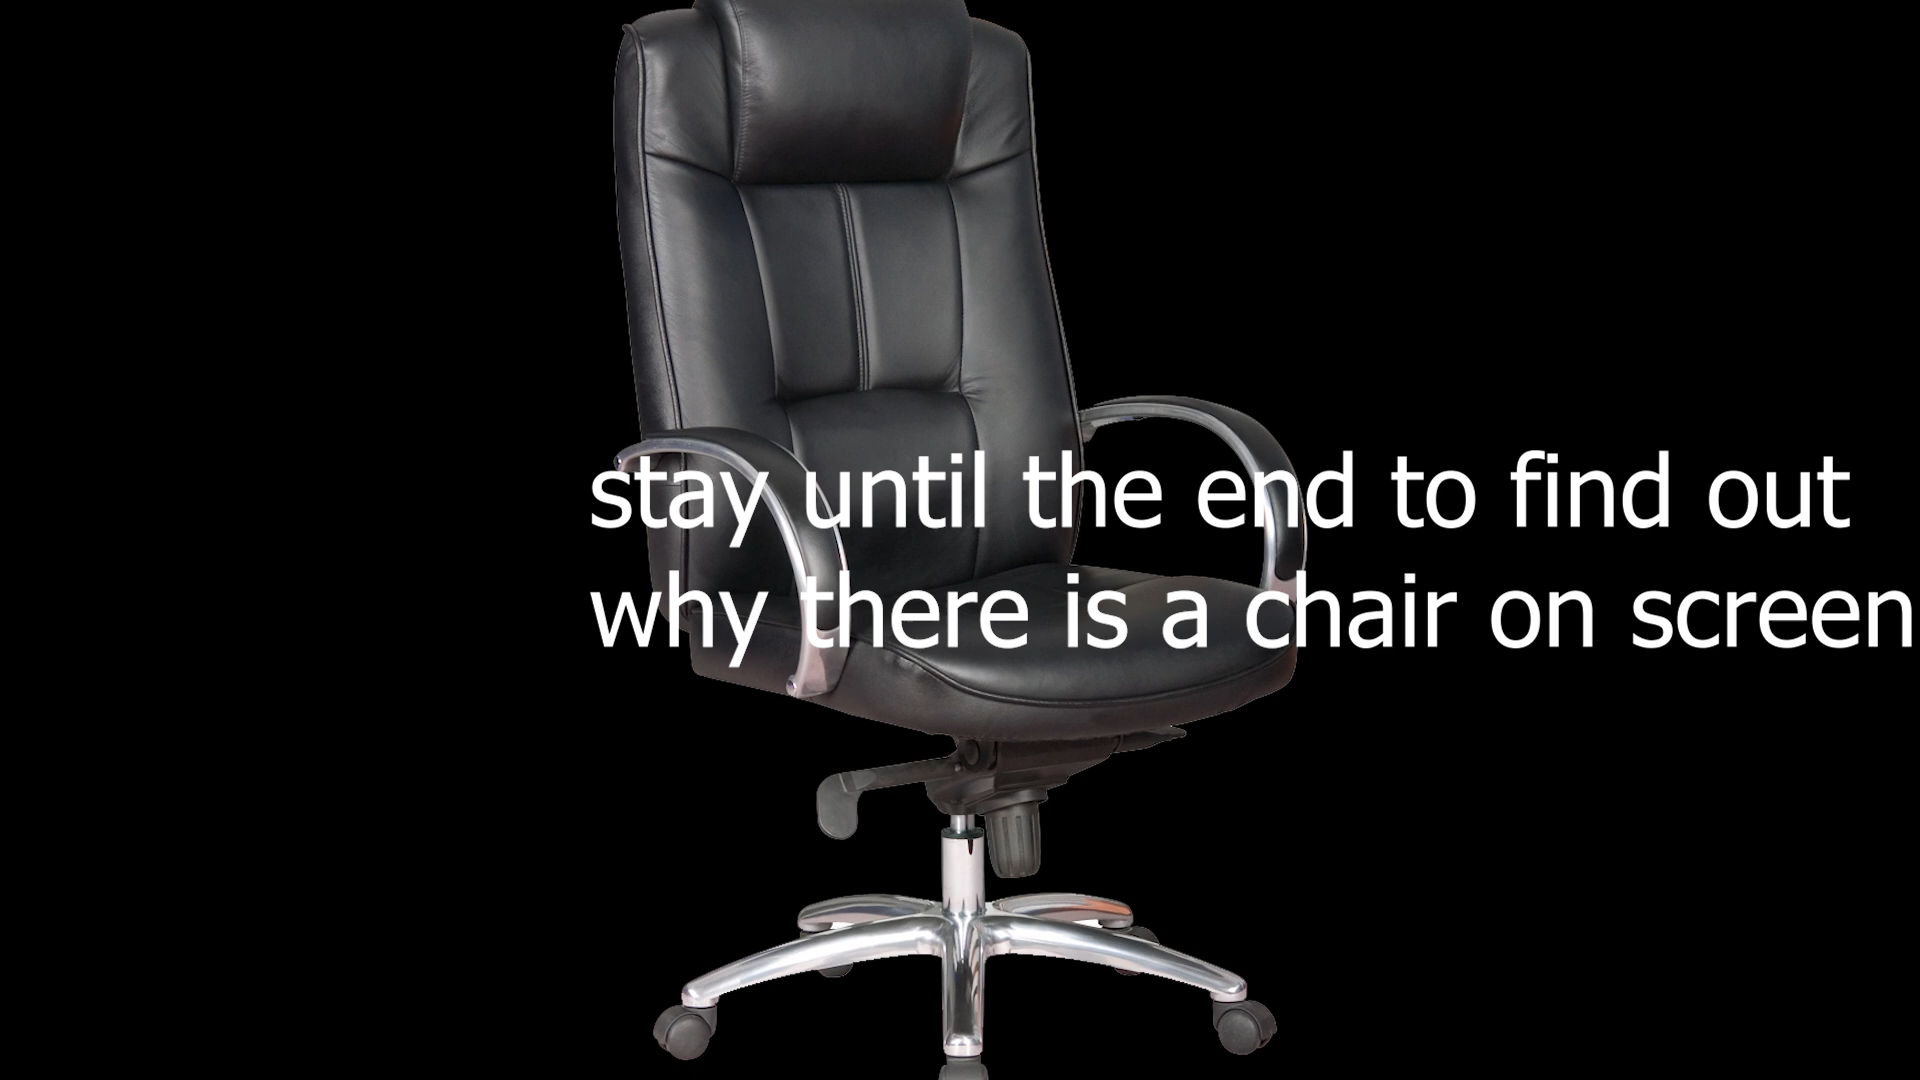 stay until the end to find out
why there is a chair on screen